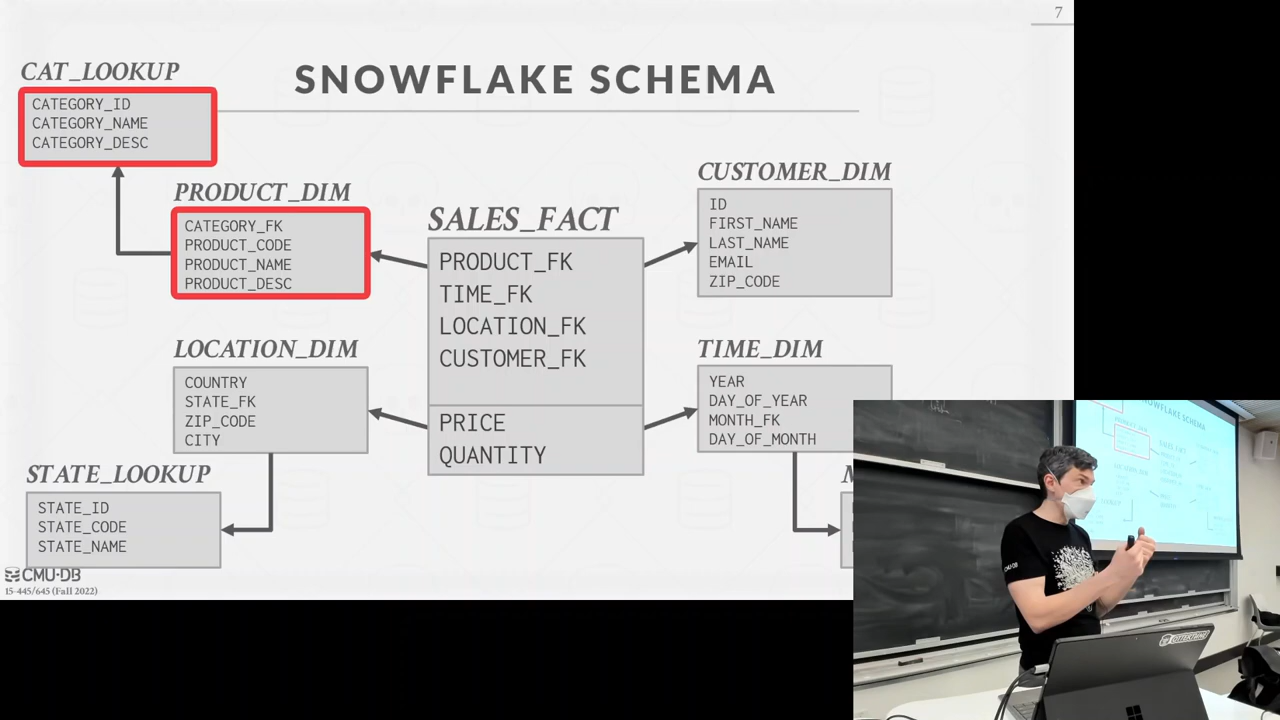 7
SNOWFLAKE SCHEMA
CAT_LOOKUP
CATEGORY_ID
CATEGORY_NAME
CATEGORY_DESC
PRODUCT_DIM
CATEGORY_FK
PRODUCT_CODE
PRODUCT_NAME
PRODUCT_DESC
SALES_FACT
PRODUCT_FK
TIME_FK
LOCATION_FK
CUSTOMER_FK
PRICE
QUANTITY
CUSTOMER_DIM
ID
FIRST_NAME
LAST_NAME
EMAIL
ZIP_CODE
LOCATION_DIM
COUNTRY
STATE_FK
ZIP_CODE
CITY
TIME_DIM
YEAR
DAY_OF_YEAR
MONTH_FK
DAY_OF_MONTH
STATE_LOOKUP
STATE_ID
STATE_CODE
STATE_NAME
CMU·DB
15-445/645 (Fall 2022)
SNOWFLAKE SCHEMA